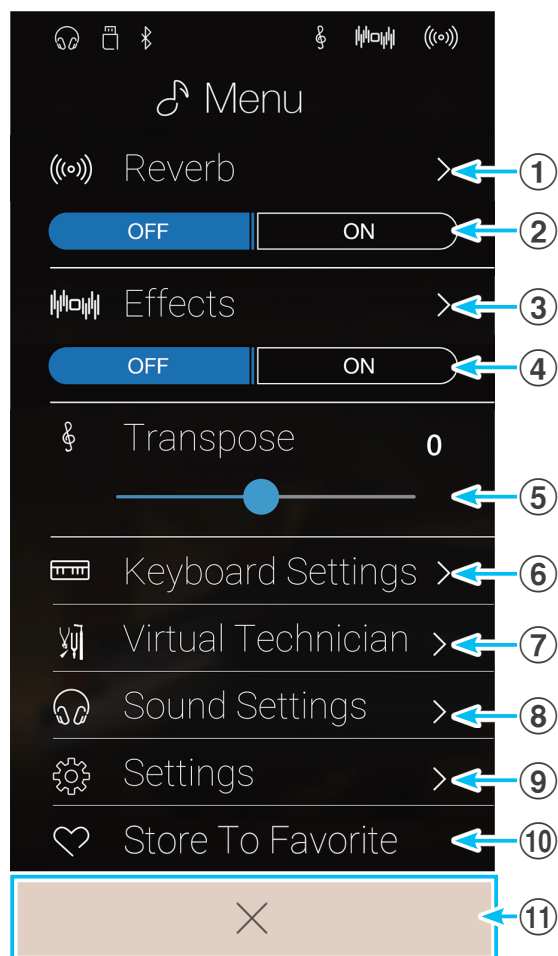 Menu
Reverb ①
OFF ON ②
Effects ③
OFF ON ④
Transpose 0
⑤
Keyboard Settings ⑥
Virtual Technician ⑦
Sound Settings ⑧
Settings ⑨
Store To Favorite ⑩
⑪